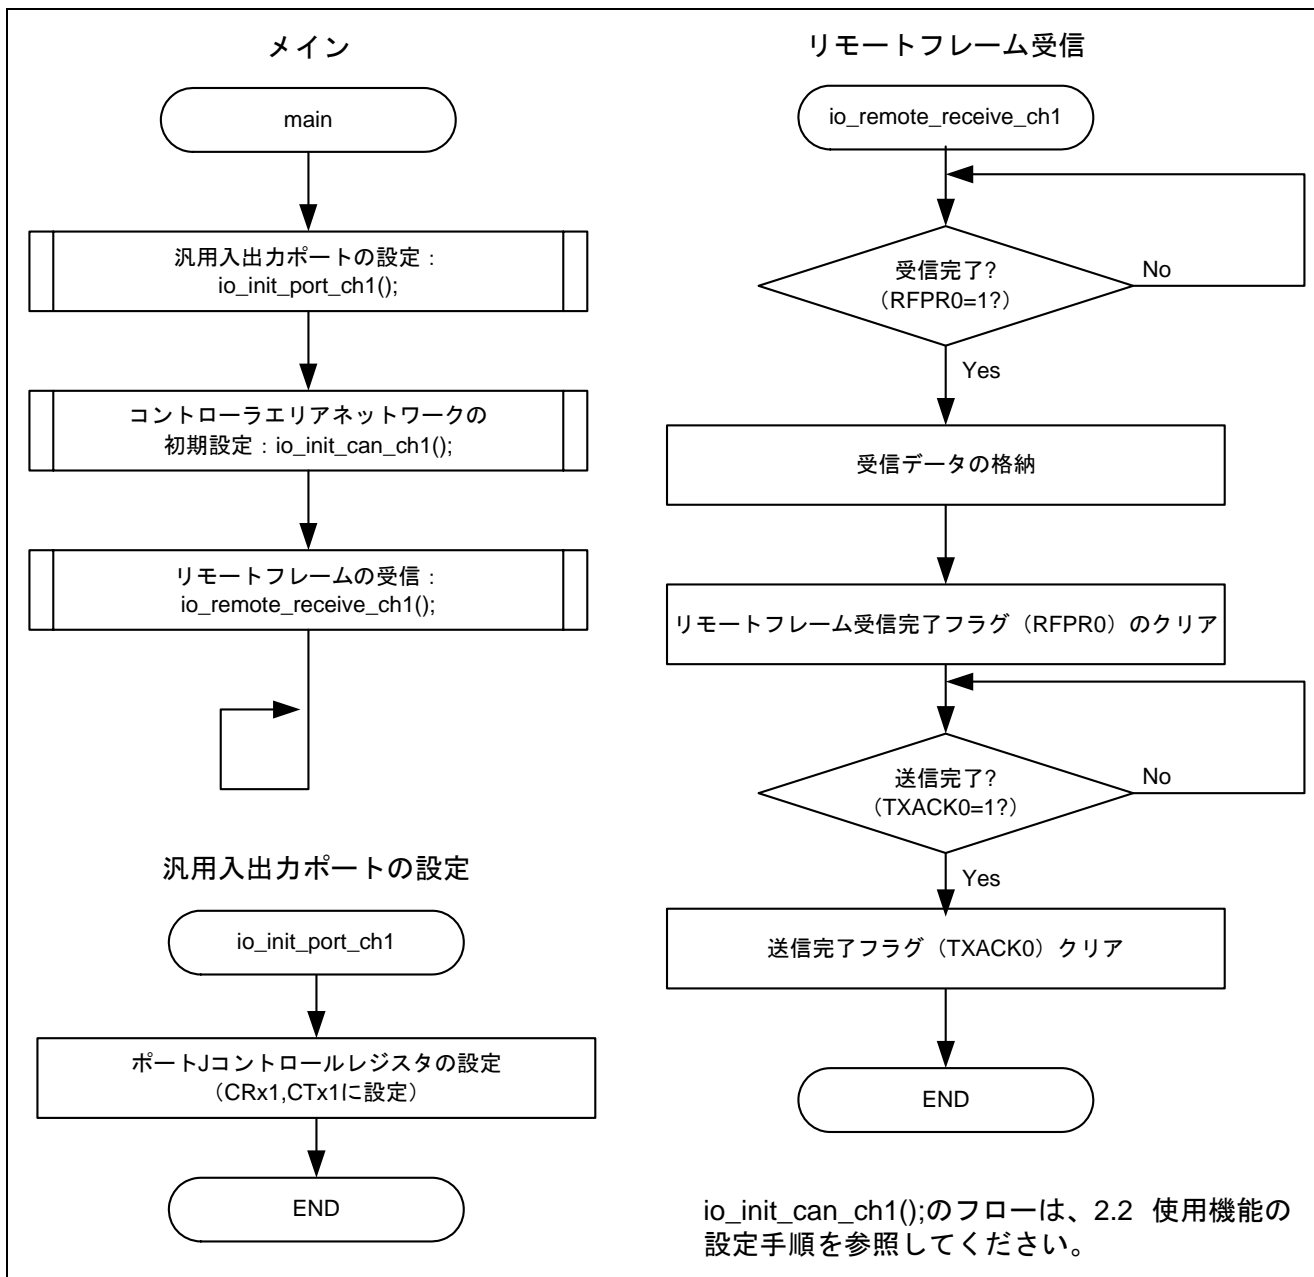 メイン
main
汎用入出力ポートの設定：
io_init_port_ch1();
コントローラエリアネットワークの
初期設定：io_init_can_ch1();
リモートフレームの受信：
io_remote_receive_ch1();
汎用入出力ポートの設定
io_init_port_ch1
ポートJコントロールレジスタの設定
（CRx1,CTx1に設定）
END
リモートフレーム受信
io_remote_receive_ch1
受信完了?
（RFPR0=1?）
No
Yes
受信データの格納
リモートフレーム受信完了フラグ（RFPR0）のクリア
送信完了?
（TXACK0=1?）
No
Yes
送信完了フラグ（TXACK0）クリア
END
io_init_can_ch1();のフローは、2.2 使用機能の
設定手順を参照してください。